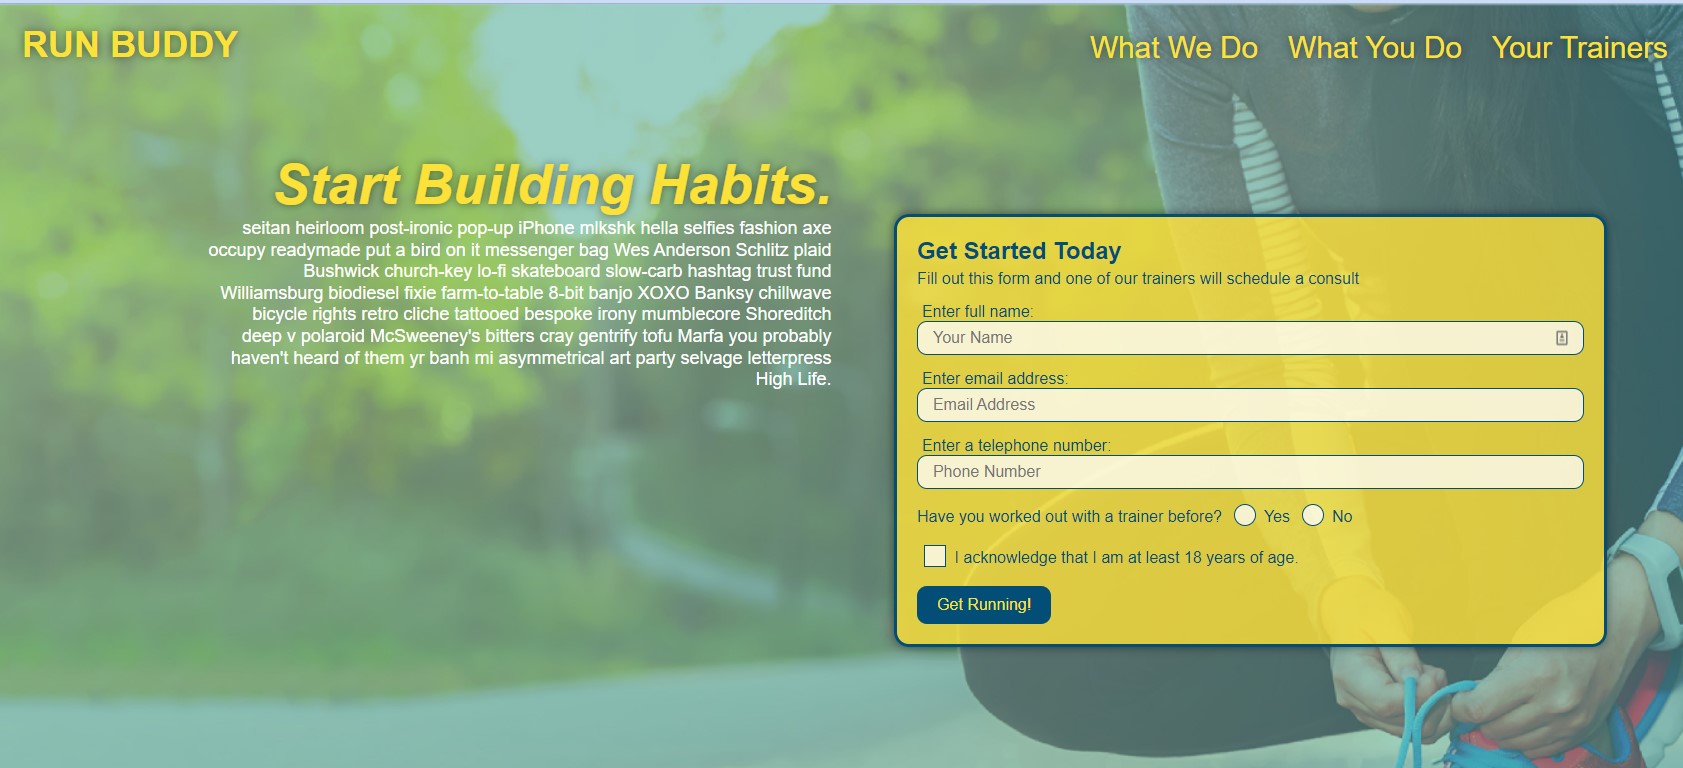 RUN BUDDY
What We Do What You Do Your Trainers
Start Building Habits.
seitan heirloom post-ironic pop-up iPhone mlkshk hella selfies fashion axe
occupy readymade put a bird on it messenger bag Wes Anderson Schlitz plaid
Bushwick church-key lo-fi skateboard slow-carb hashtag trust fund
Williamsburg biodiesel fixie farm-to-table 8-bit banjo XOXO Banksy chillwave
bicycle rights retro cliche tattooed bespoke irony mumblecore Shoreditch
deep v polaroid McSweeney's bitters cray gentrify tofu Marfa you probably
haven't heard of them yr banh mi asymmetrical art party selvage letterpress
High Life.
Get Started Today
Fill out this form and one of our trainers will schedule a consult
Enter full name:
Your Name
Enter email address:
Email Address
Enter a telephone number:
Phone Number
Have you worked out with a trainer before? Yes No
I acknowledge that I am at least 18 years of age.
Get Running!